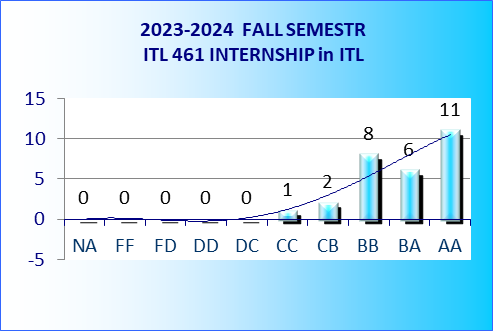 2023-2024 FALL SEMESTR
ITL 461 INTERNSHIP in ITL
15
10
5
0
-5
0 0 0 0 0 1 2 8 6 11
NA FF FD DD DC CC CB BB BA AA